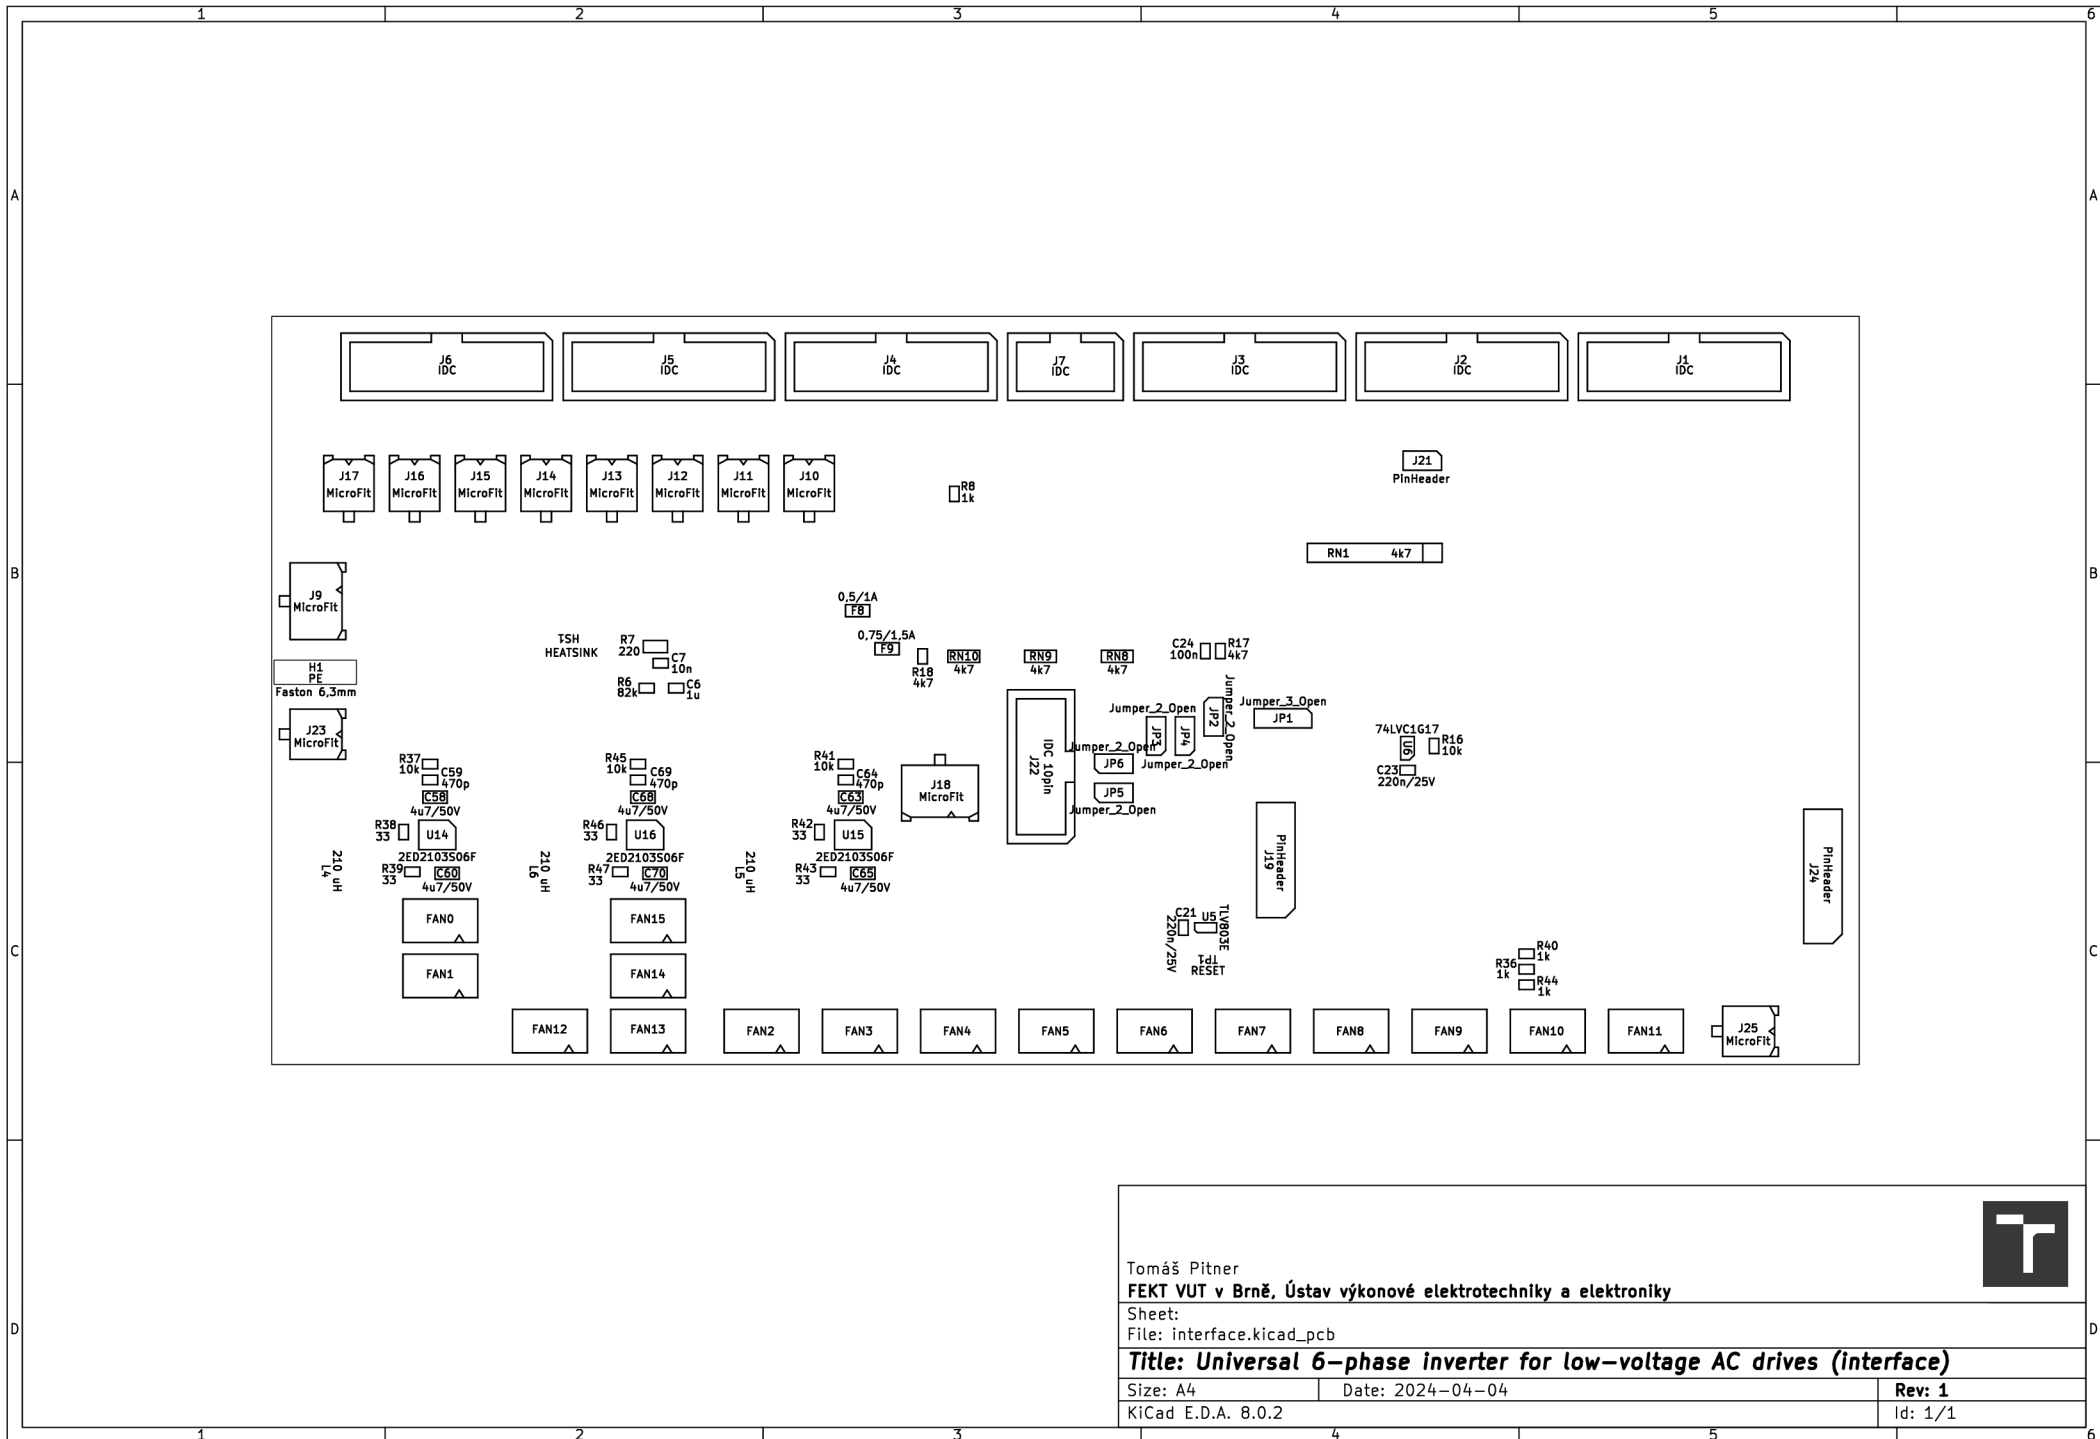 1 2 3 4 5 6
A A
J6
IDC
J5
IDC
J4
IDC
J7
IDC
J3
IDC
J2
IDC
J1
IDC
J17
MicroFit
J16
MicroFit
J15
MicroFit
J14
MicroFit
J13
MicroFit
J12
MicroFit
J11
MicroFit
J10
MicroFit
R8
1k
J21
PinHeader
RN1 4k7
B B
J9
MicroFit
0,5/1A
F8
0,75/1,5A
F9
HS1
HEATSINK
R7
220
C7
10n
R6
82k
C6
1u
R18
4k7
RN10
4k7
RN9
4k7
RN8
4k7
C24
100n
R17
4k7
H1
PE
Faston 6,3mm
J23
MicroFit
Jumper_2_Open
JP3
JP4
Jumper_2_Open
JP2
Jumper_2_Open
Jumper_3_Open
JP1
Jumper_2_Open
JP6
JP5
Jumper_2_Open
IDC 10pin
J22
74LVC1G17
U6
R16
10k
C23
220n/25V
R37
10k
C59
470p
C58
4u7/50V
R38
33
U14
2ED2103S06F
R39
33
C60
4u7/50V
210 uH
L4
R45
10k
C69
470p
C68
4u7/50V
R46
33
U16
2ED2103S06F
R47
33
C70
4u7/50V
210 uH
L6
R41
10k
C64
470p
C63
4u7/50V
R42
33
U15
2ED2103S06F
R43
33
C65
4u7/50V
210 uH
L5
J18
MicroFit
PinHeader
J19
PinHeader
J24
FAN0
FAN15
C21
220n/25V
U5
TLV803E
TP1
RESET
C C
FAN1
FAN14
R40
1k
R36
1k
R44
1k
FAN12
FAN13
FAN2
FAN3
FAN4
FAN5
FAN6
FAN7
FAN8
FAN9
FAN10
FAN11
J25
MicroFit
Tomáš Pitner
FEKT VUT v Brně, Ústav výkonové elektrotechniky a elektroniky
Sheet:
D D
File: interface.kicad_pcb
Title: Universal 6-phase inverter for low-voltage AC drives (interface)
Size: A4 Date: 2024-04-04 Rev: 1
KiCad E.D.A. 8.0.2 Id: 1/1
1 2 3 4 5 6